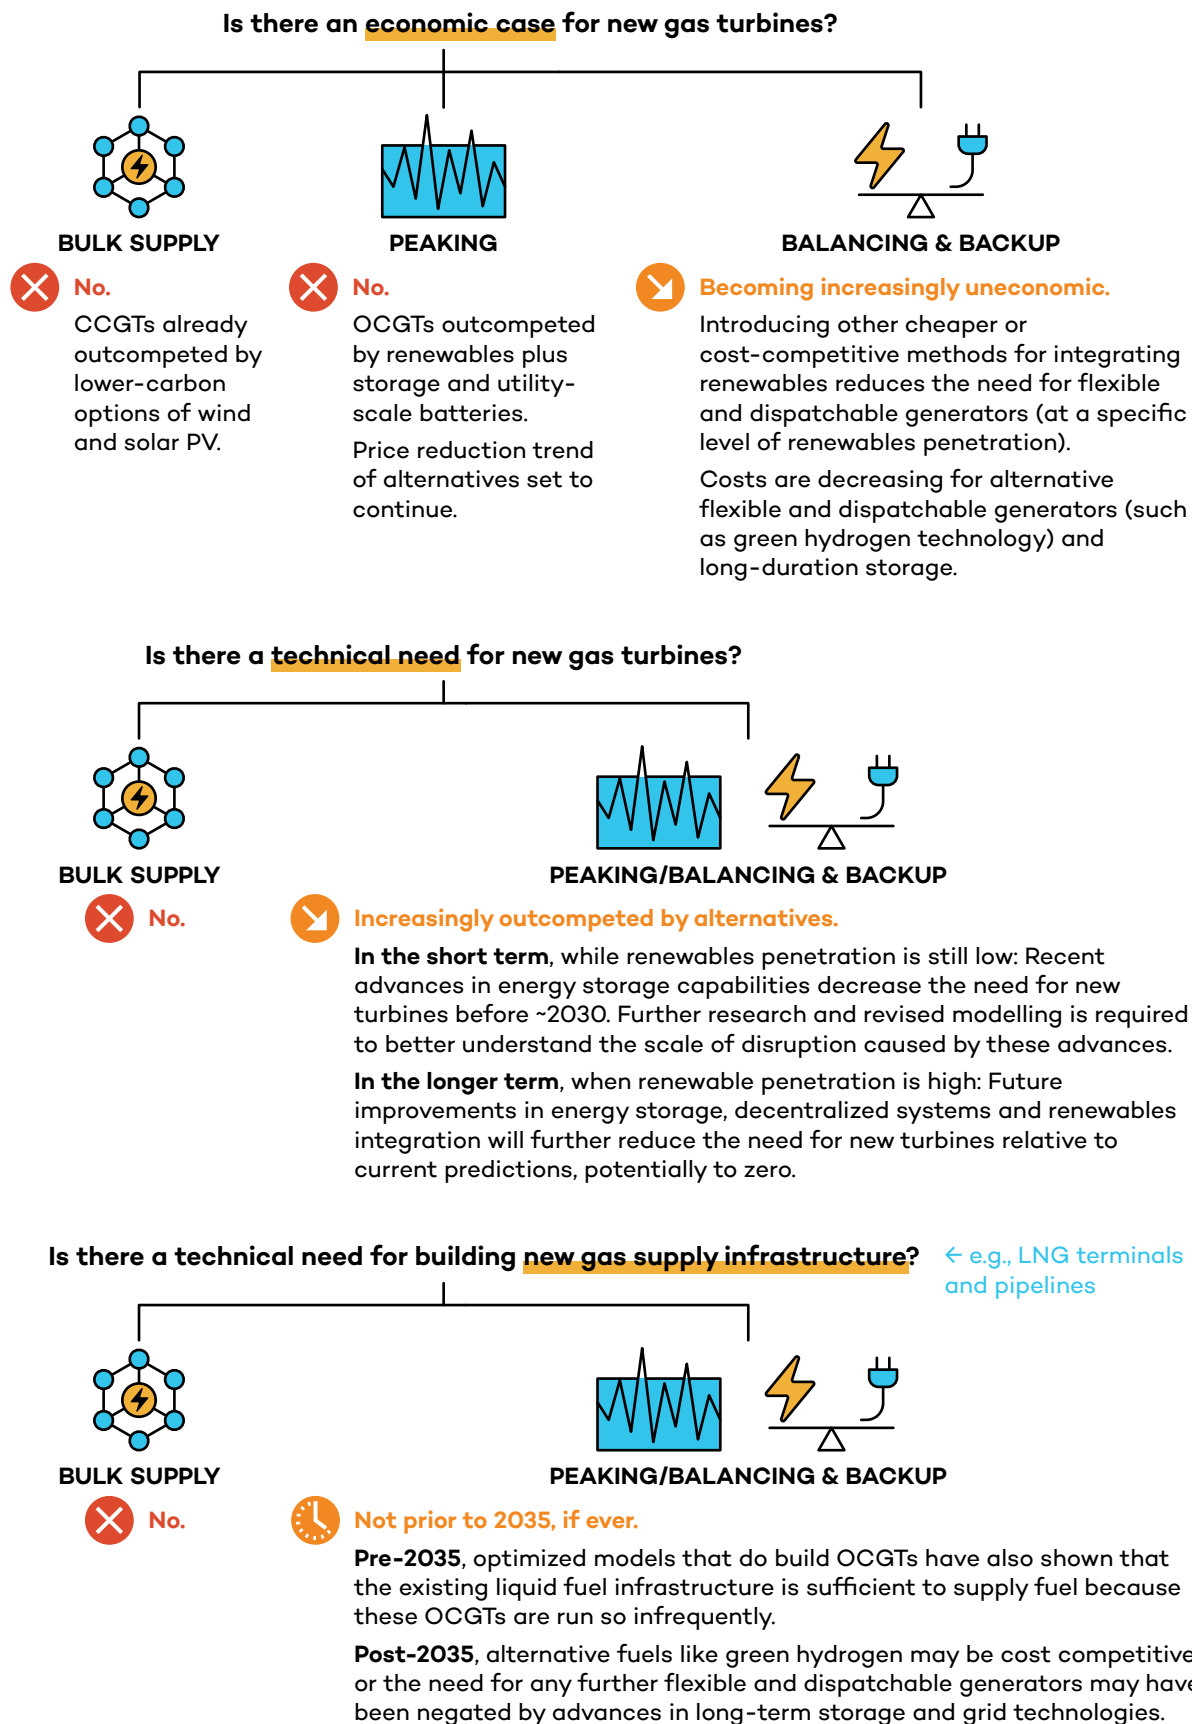 Is there an economic case for new gas turbines?
BULK SUPPLY
No.
CCGTs already
outcompeted by
lower-carbon
options of wind
and solar PV.
PEAKING
No.
OCGTs outcompeted
by renewables plus
storage and utility-
scale batteries.
Price reduction trend
of alternatives set to
continue.
BALANCING & BACKUP
Becoming increasingly uneconomic.
Introducing other cheaper or
cost-competitive methods for integrating
renewables reduces the need for flexible
and dispatchable generators (at a specific
level of renewables penetration).
Costs are decreasing for alternative
flexible and dispatchable generators (such
as green hydrogen technology) and
long-duration storage.
Is there a technical need for new gas turbines?
BULK SUPPLY
No.
PEAKING/BALANCING & BACKUP
Increasingly outcompeted by alternatives.
In the short term, while renewables penetration is still low: Recent
advances in energy storage capabilities decrease the need for new
turbines before ~2030. Further research and revised modelling is required
to better understand the scale of disruption caused by these advances.
In the longer term, when renewable penetration is high: Future
improvements in energy storage, decentralized systems and renewables
integration will further reduce the need for new turbines relative to
current predictions, potentially to zero.
Is there a technical need for building new gas supply infrastructure?
← e.g., LNG terminals
and pipelines
BULK SUPPLY
No.
PEAKING/BALANCING & BACKUP
Not prior to 2035, if ever.
Pre-2035, optimized models that do build OCGTs have also shown that
the existing liquid fuel infrastructure is sufficient to supply fuel because
these OCGTs are run so infrequently.
Post-2035, alternative fuels like green hydrogen may be cost competitive
or the need for any further flexible and dispatchable generators may have
been negated by advances in long-term storage and grid technologies.